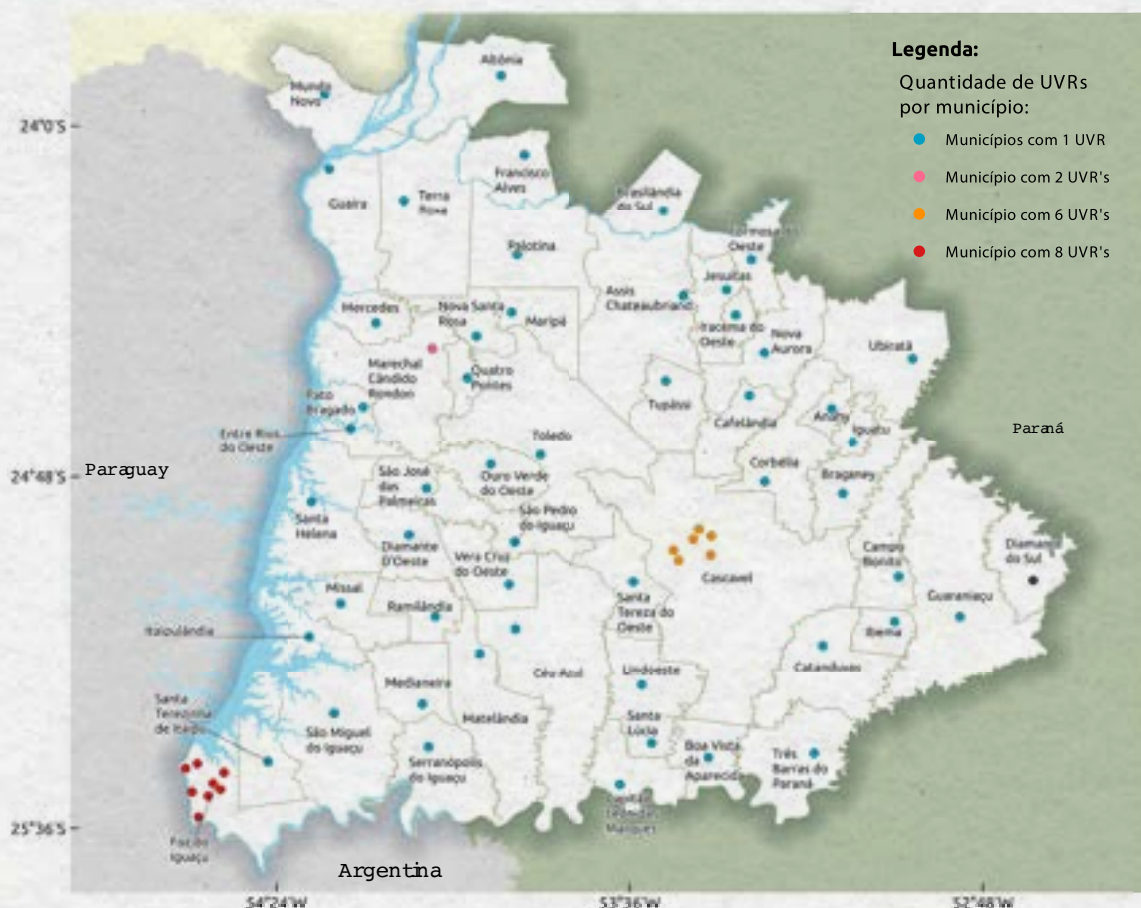 Legenda:
Quantidade de UVRs
por município:
Municípios com 1 UVR
Município com 2 UVR's
Município com 6 UVR's
Município com 8 UVR's
Altônia
Mundo
Novo
24°0'S
Francisco
Alves
Guaíra
Terra
Roxa
Brasilândia
do Sul
Formosa do
Oeste
Palotina
Jesuítas
Assis
Chateaubriand
Mercedes
Nova Santa
Rosa
Maripá
Iracema do
Oeste
Nova
Aurora
Ubiratã
Marechal
Cândido
Rondon
Quatro
Pontes
Pato
Bragado
Tupãssi
Cafelândia
Anahy
Iguatu
Entre Rios
do Oeste
Toledo
Paraná
Paraguay
24°48'S
São José
das
Palmeiras
Ouro Verde
do Oeste
Corbélia
Braganey
São Pedro
do Iguaçu
Santa
Helena
Diamante
D'Oeste
Vera Cruz
do Oeste
Cascavel
Campo
Bonito
Diamante
do Sul
Missal
Ramilândia
Santa
Tereza do
Oeste
Guaraniaçu
Itaipulândia
Ibema
Catanduvas
Céu Azul
Lindoeste
Medianeira
Matelândia
Santa
Terezinha
de Itaipu
São Miguel
do Iguaçu
Santa
Lúcia
Serranópolis
do Iguaçu
Boa Vista
da
Aparecida
Três
Barras do
Paraná
Capitão
Leônidas
Marques
25°36'S
Foz do
Iguaçu
Argentina
54°24'W
53°36'W
52°48'W